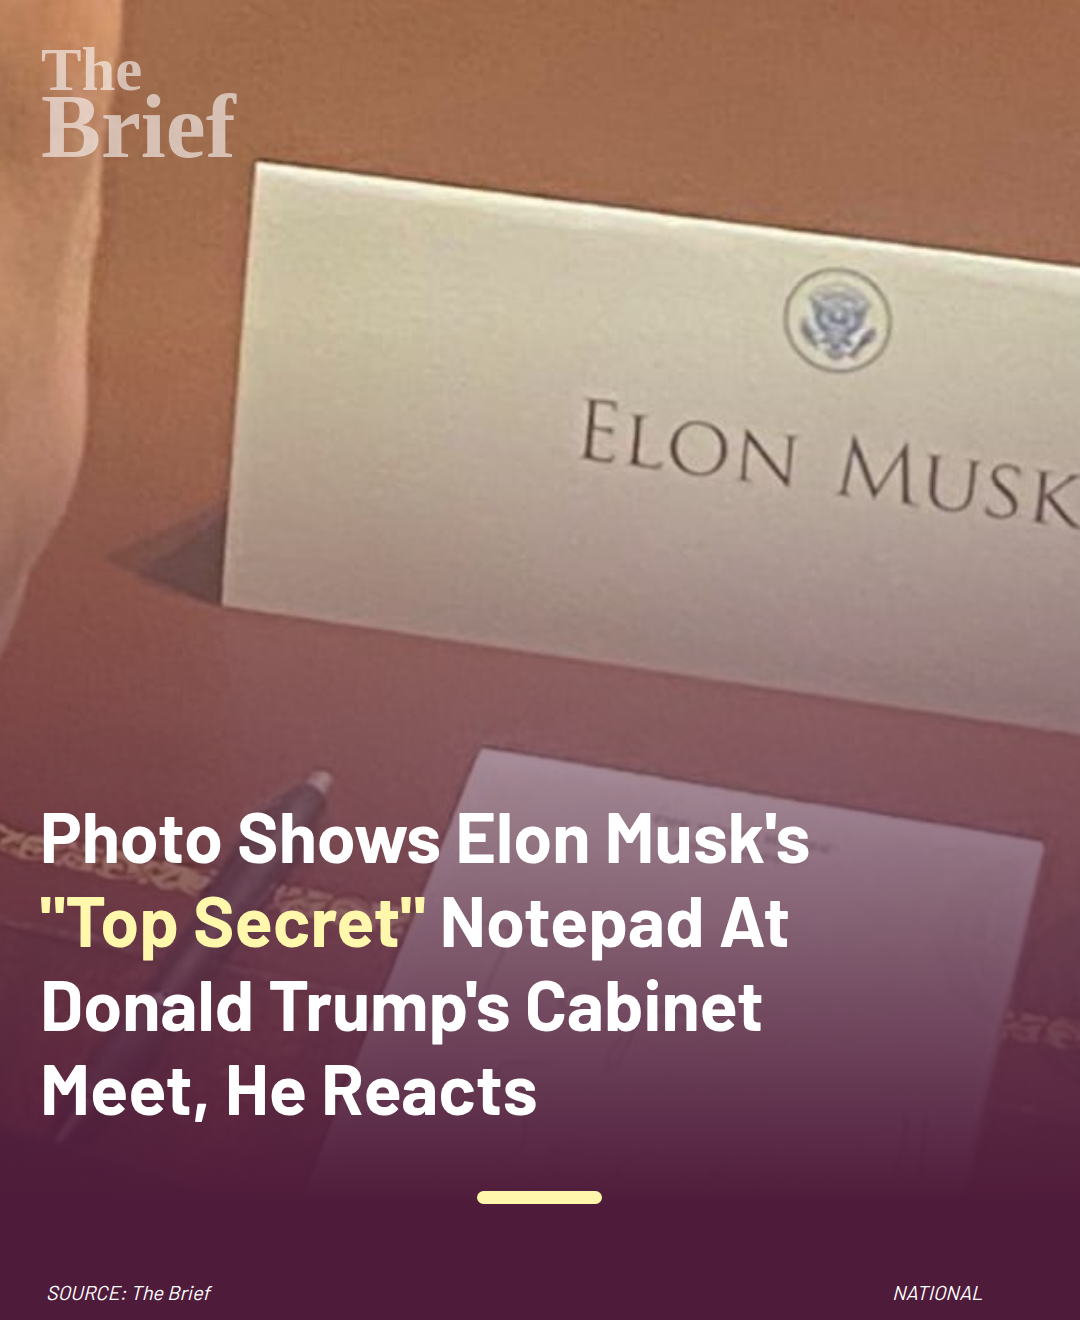 The
Brief
ELON MUSK
Photo Shows Elon Musk's
"Top Secret" Notepad At
Donald Trump's Cabinet
Meet, He Reacts
SOURCE: The Brief
NATIONAL